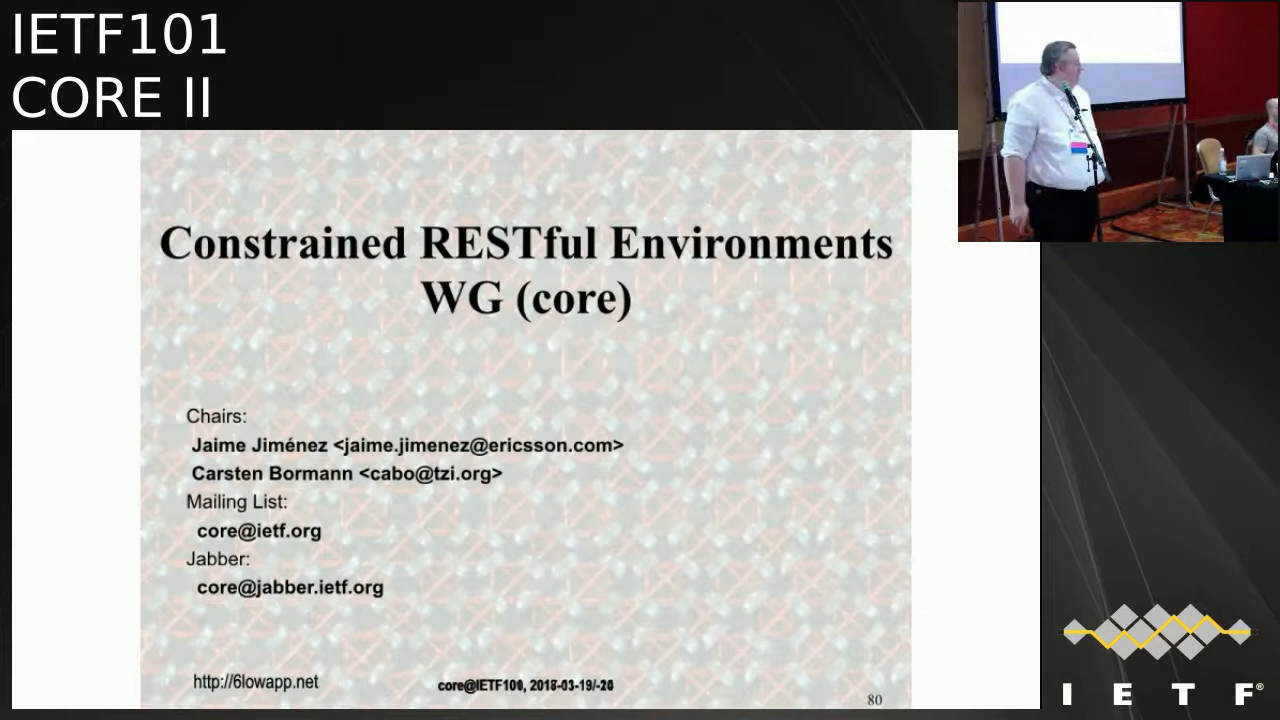 IETF101
CORE II
Constrained RESTful Environments
WG (core)
Chairs:
Jaime Jiménez <jaime.jimenez@ericsson.com>
Carsten Bormann <cabo@tzi.org>
Mailing List:
core@ietf.org
Jabber:
core@jabber.ietf.org
http://6lowapp.net
80
I E T F®